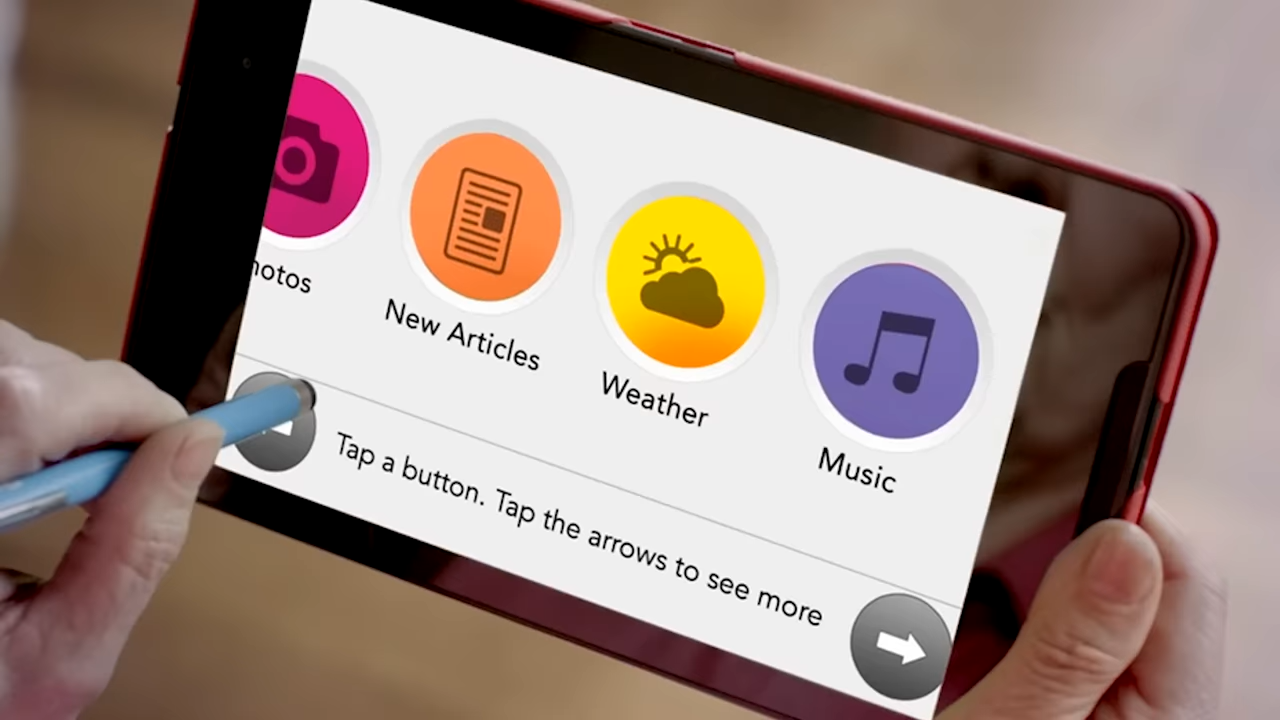 hotos
New Articles
Weather
Music
Tap a button. Tap the arrows to see more